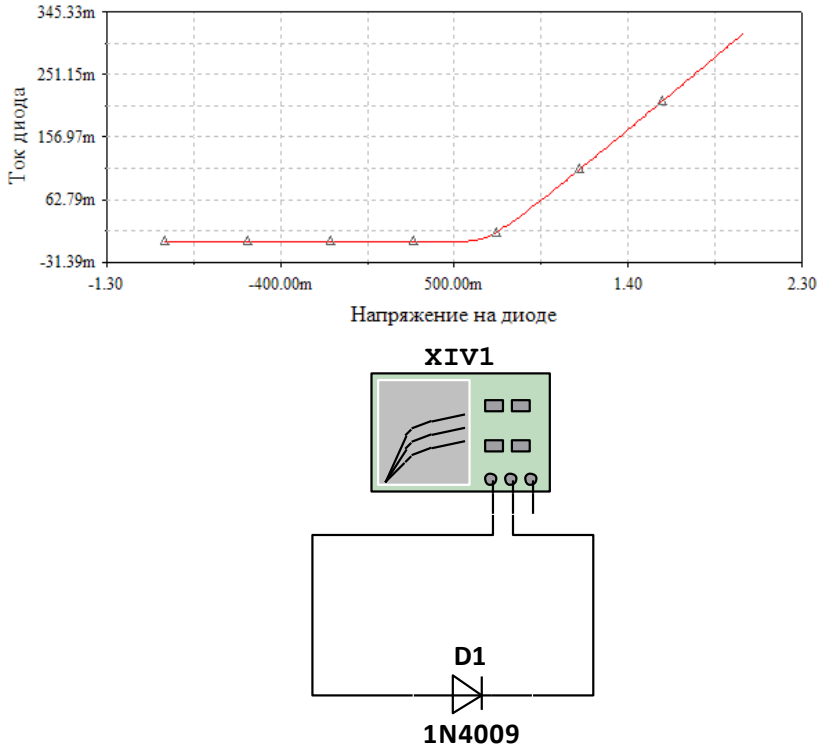 345.33m
251.15m
156.97m
62.79m
-31.39m
Ток диода
-1.30 -400.00m 500.00m 1.40 2.30
Напряжение на диоде
XIV1
D1
1N4009